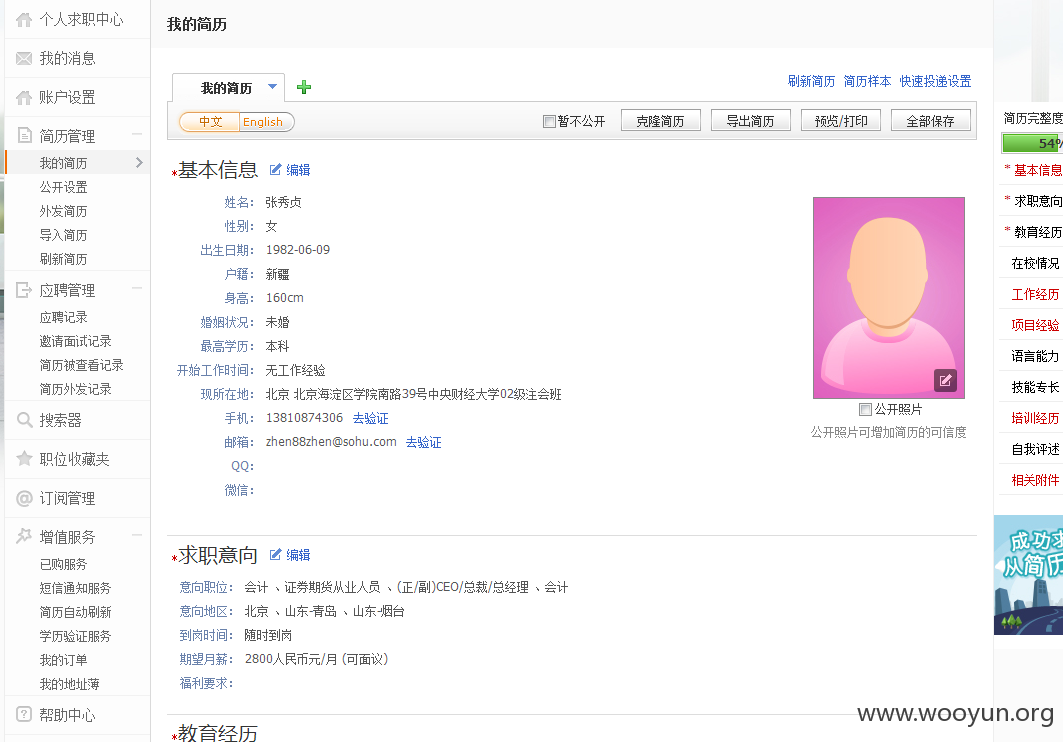 个人求职中心
我的消息
账户设置
简历管理
我的简历
公开设置
外发简历
导入简历
刷新简历
应聘管理
应聘记录
邀请面试记录
简历被查看记录
简历外发记录
搜索器
职位收藏夹
订阅管理
增值服务
已购服务
短信通知服务
简历自动刷新
学历验证服务
我的订单
我的地址薄
帮助中心
我的简历
我的简历
刷新简历 简历样本 快速投递设置
中文 English
暂不公开 克隆简历 导出简历 预览/打印 全部保存
*基本信息 编辑
姓名： 张秀贞
性别： 女
出生日期： 1982-06-09
户籍： 新疆
身高： 160cm
婚姻状况： 未婚
最高学历： 本科
开始工作时间： 无工作经验
现所在地： 北京 北京海淀区学院南路39号中央财经大学02级注会班
手机： 13810874306 去验证
邮箱： zhen88zhen@sohu.com 去验证
QQ：
微信：
公开照片
公开照片可增加简历的可信度
*求职意向 编辑
意向职位： 会计 、证券期货从业人员 、(正/副)CEO/总裁/总经理 、会计
意向地区： 北京 、山东-青岛 、山东-烟台
到岗时间： 随时到岗
期望月薪： 2800人民币元/月 (可面议)
福利要求：
*教育经历
简历完整度
54%
* 基本信息
* 求职意向
* 教育经历
在校情况
工作经历
项目经验
语言能力
技能专长
培训经历
自我评述
相关附件
成功求
从简历
www.wooyun.org